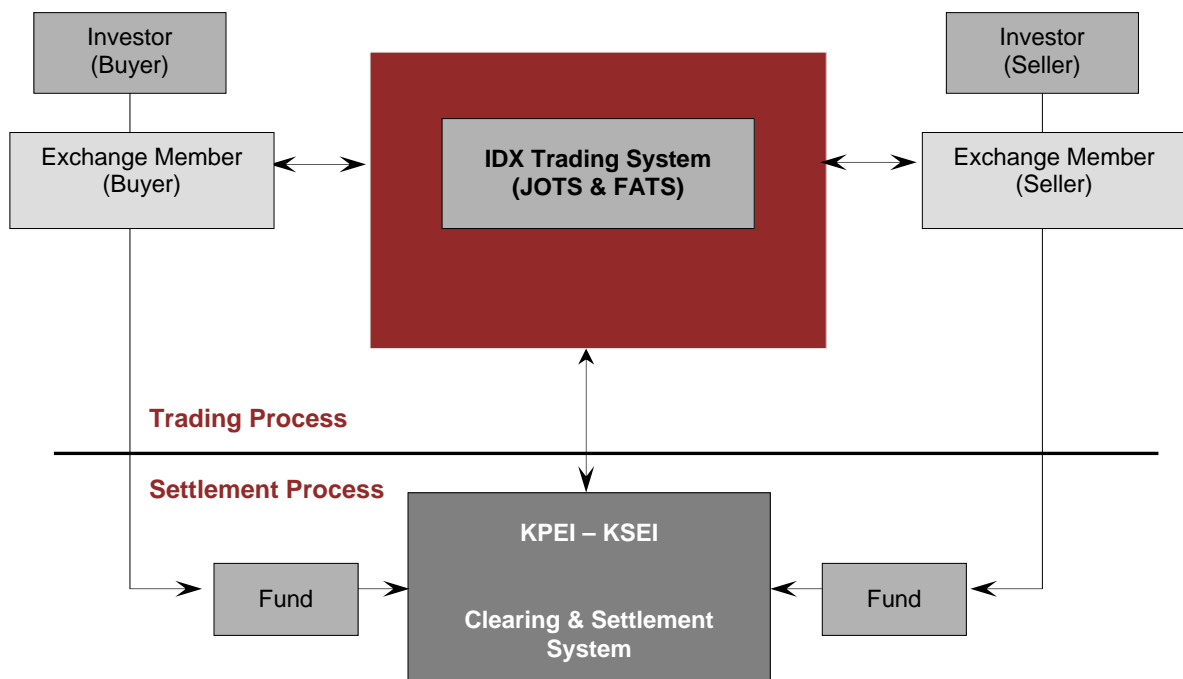 Investor
(Buyer)
Investor
(Seller)
Exchange Member
(Buyer)
IDX Trading System
(JOTS & FATS)
Exchange Member
(Seller)
Trading Process
Settlement Process
KPEI – KSEI
Fund
Clearing & Settlement
System
Fund